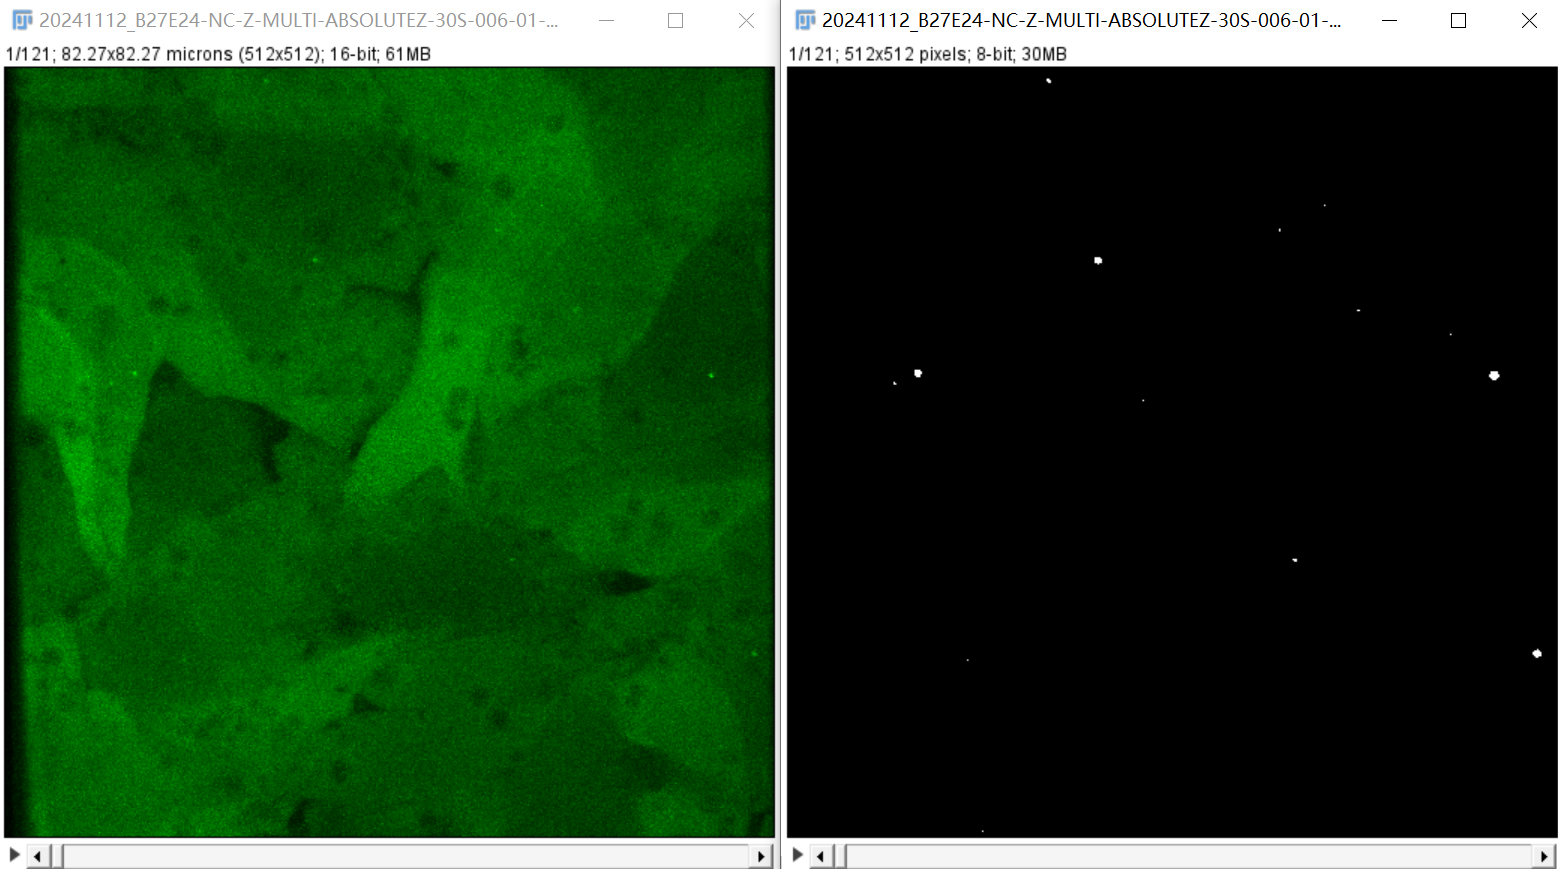 20241112_B27E24-NC-Z-MULTI-ABSOLUTEZ-30S-006-01-...
1/121; 82.27x82.27 microns (512x512); 16-bit; 61MB
20241112_B27E24-NC-Z-MULTI-ABSOLUTEZ-30S-006-01-...
1/121; 512x512 pixels; 8-bit; 30MB